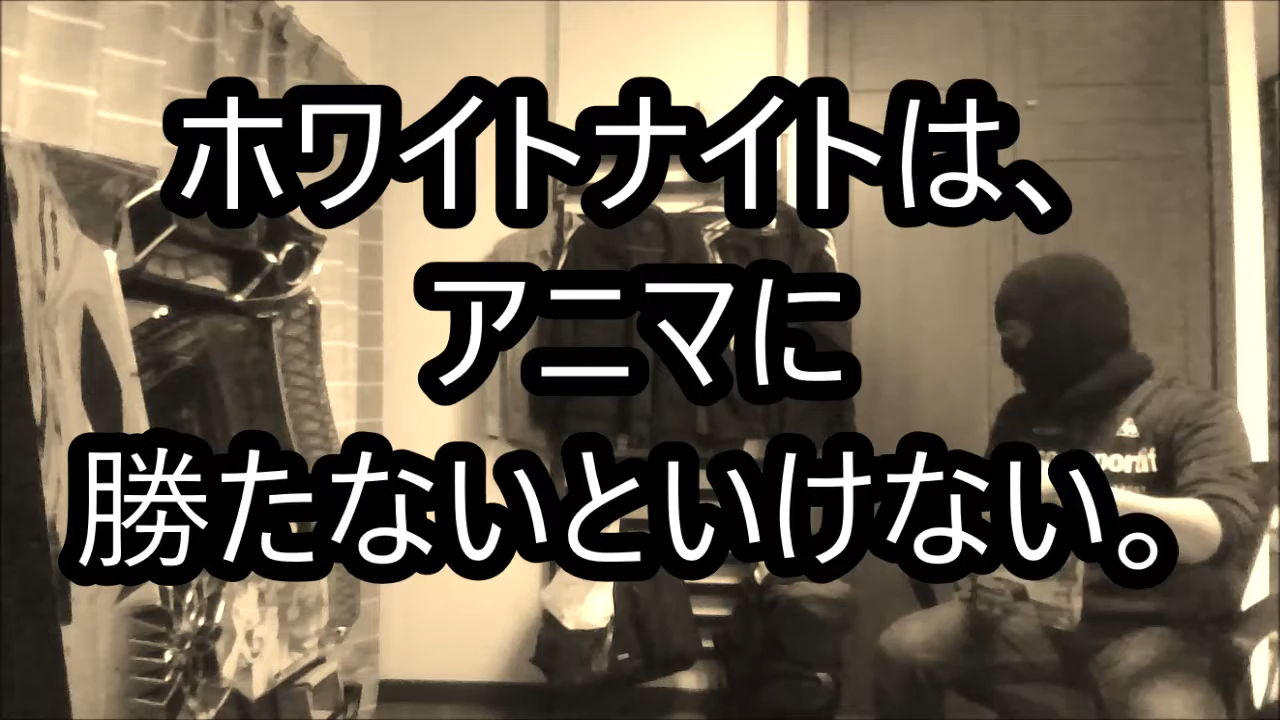 ホワイトナイトは、
アニマに
勝たないといけない。